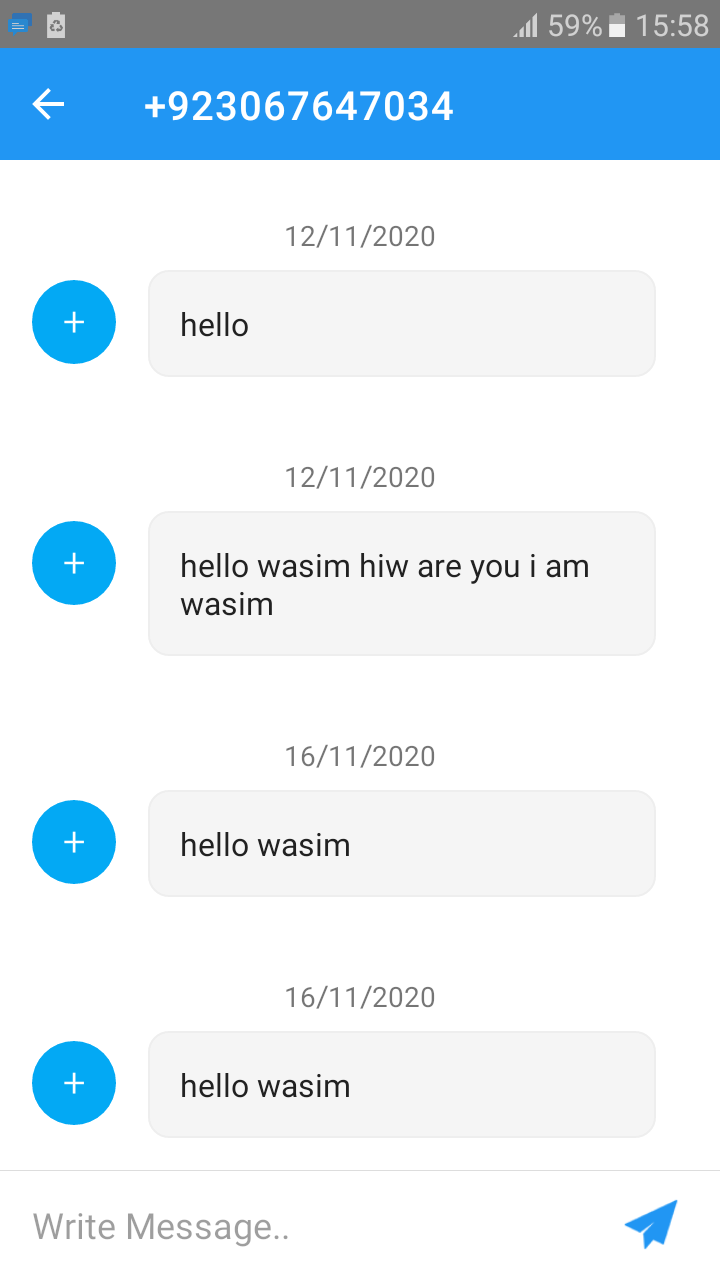 59% 15:58
+923067647034
12/11/2020
+
hello
12/11/2020
+
hello wasim hiw are you i am
wasim
16/11/2020
+
hello wasim
16/11/2020
+
hello wasim
Write Message..